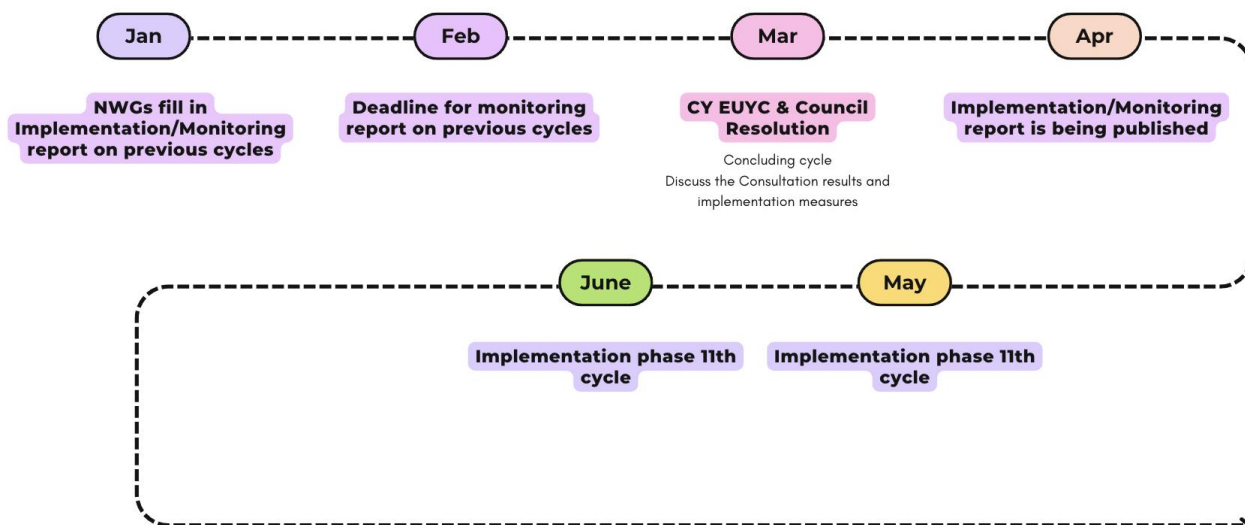 Jan
Feb
Mar
Apr
NWGs fill in
Implementation/Monitoring
report on previous cycles
Deadline for monitoring
report on previous cycles
CY EUYC & Council
Resolution
Concluding cycle
Discuss the Consultation results and
implementation measures
Implementation/Monitoring
report is being published
June
May
Implementation phase 11th
cycle
Implementation phase 11th
cycle